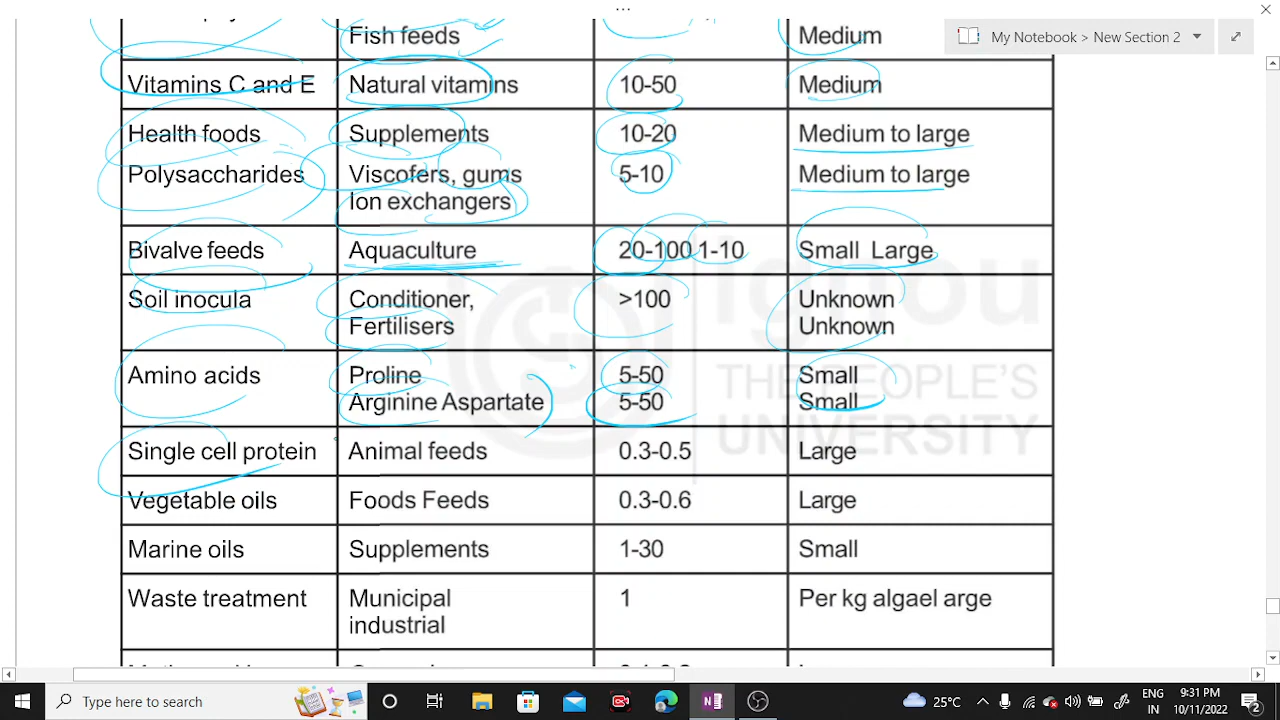 ...
My Notebook > New Section 2
Fish feeds Medium
Vitamins C and E Natural vitamins 10-50 Medium
Health foods Supplements 10-20 Medium to large
Polysaccharides Viscofers, gums 5-10 Medium to large
Ion exchangers
Bivalve feeds Aquaculture 20-100 1-10 Small Large
Soil inocula Conditioner, >100 Unknown
Fertilisers Unknown
Amino acids Proline 5-50 Small
Arginine Aspartate 5-50 Small
Single cell protein Animal feeds 0.3-0.5 Large
Vegetable oils Foods Feeds 0.3-0.6 Large
Marine oils Supplements 1-30 Small
Waste treatment Municipal 1 Per kg algael arge
industrial
ignou
THE PEOPLE'S
UNIVERSITY
Type here to search 25°C ENG 9:31 PM
IN 10/11/2022 2